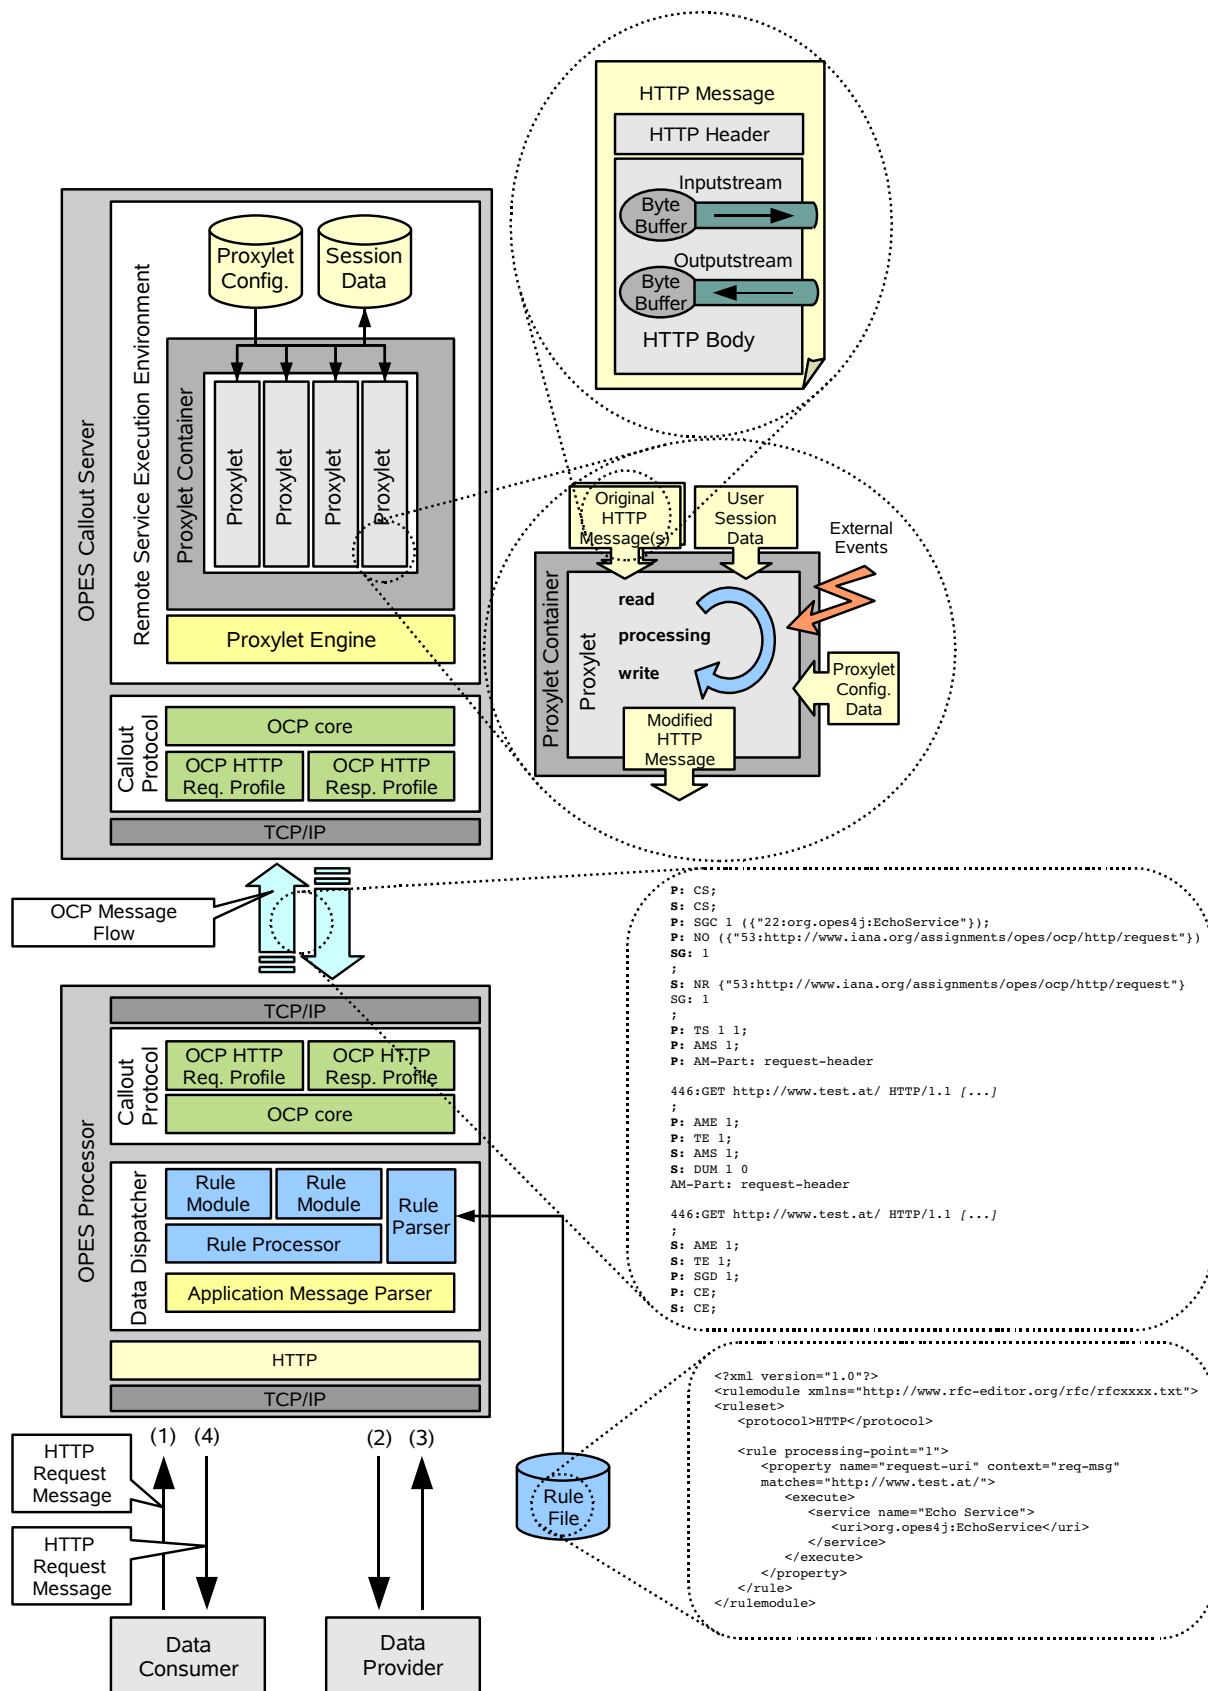 HTTP Message
HTTP Header
Inputstream
Byte
Buffer
Outputstream
Byte
Buffer
HTTP Body
OPES Callout Server
Remote Service Execution Environment
Proxylet
Config.
Session
Data
Proxylet Container
Proxylet
Proxylet
Proxylet
Proxylet
Proxylet Engine
Callout
Protocol
OCP core
OCP HTTP
Req. Profile
OCP HTTP
Resp. Profile
TCP/IP
Original
HTTP
Message(s)
User
Session
Data
External
Events
Proxylet Container
Proxylet
read
processing
write
Proxylet
Config.
Data
Modified
HTTP
Message
OCP Message
Flow
P: CS;
S: CS;
P: SGC 1 ({"22:org.opes4j:EchoService"});
P: NO ({"53:http://www.iana.org/assignments/opes/ocp/http/request"})
SG: 1
;
S: NR {"53:http://www.iana.org/assignments/opes/ocp/http/request"}
SG: 1
;
P: TS 1 1;
P: AMS 1;
P: AM-Part: request-header
446:GET http://www.test.at/ HTTP/1.1 [...]
;
P: AME 1;
P: TE 1;
S: AMS 1;
S: DUM 1 0
AM-Part: request-header
446:GET http://www.test.at/ HTTP/1.1 [...]
;
S: AME 1;
S: TE 1;
P: SGD 1;
P: CE;
S: CE;
OPES Processor
TCP/IP
Callout
Protocol
OCP HTTP
Req. Profile
OCP HTTP
Resp. Profile
OCP core
Data Dispatcher
Rule
Module
Rule
Module
Rule
Parser
Rule Processor
Application Message Parser
HTTP
TCP/IP
<?xml version="1.0"?>
<rulemodule xmlns="http://www.rfc-editor.org/rfc/rfcxxxx.txt">
<ruleset>
<protocol>HTTP</protocol>
<rule processing-point="1">
<property name="request-uri" context="req-msg"
matches="http://www.test.at/">
<execute>
<service name="Echo Service">
<uri>org.opes4j:EchoService</uri>
</service>
</execute>
</property>
</rule>
</rulemodule>
(1)
(4)
(2)
(3)
HTTP
Request
Message
HTTP
Request
Message
Rule
File
Data
Consumer
Data
Provider